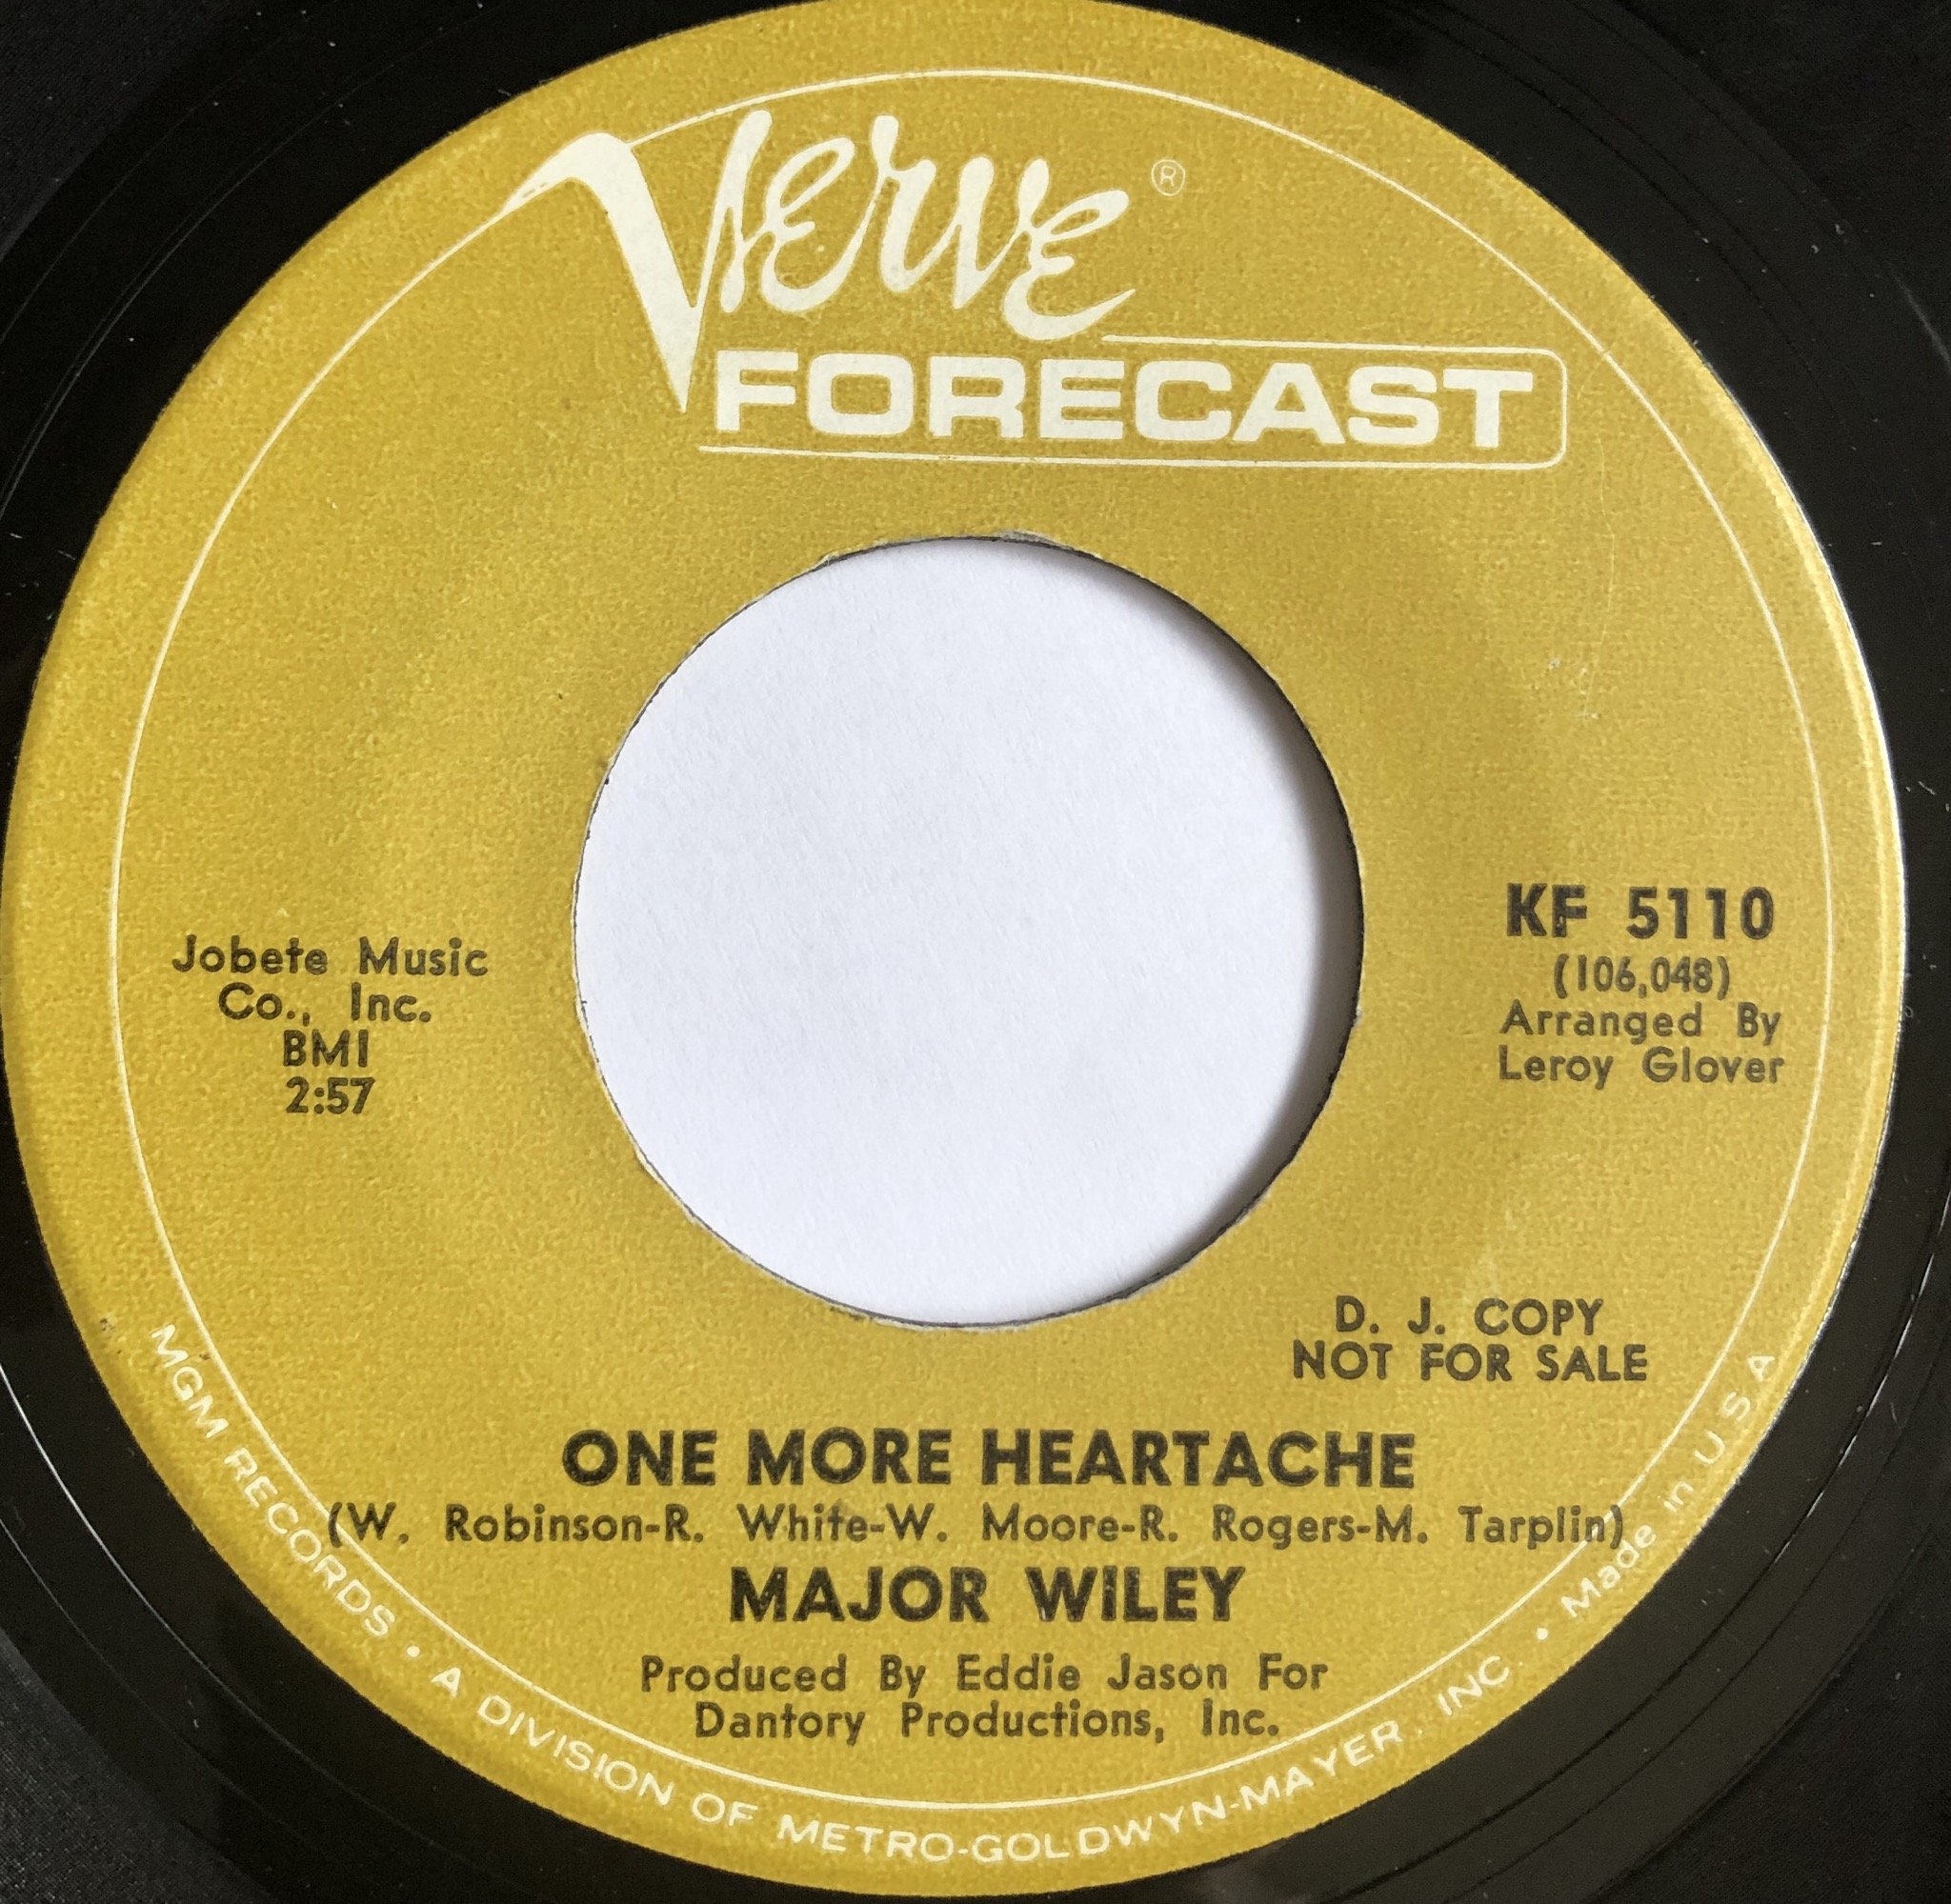 Verve ®
FORECAST
Jobete Music
Co., Inc.
BMI
2:57
KF 5110
(106,048)
Arranged By
Leroy Glover
D. J. COPY
NOT FOR SALE
ONE MORE HEARTACHE
(W. Robinson-R. White-W. Moore-R. Rogers-M. Tarplin)
MAJOR WILEY
Produced By Eddie Jason For
Dantory Productions, Inc.
MGM RECORDS • A DIVISION OF METRO-GOLDWYN-MAYER, INC. • Made in U.S.A